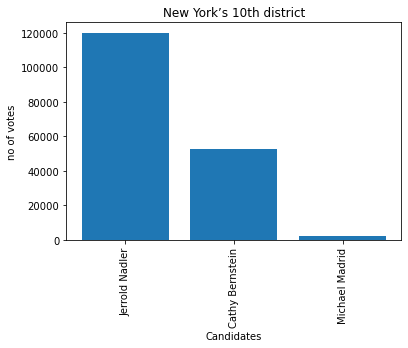 New York’s 10th district
no of votes
120000
100000
80000
60000
40000
20000
0
Jerrold Nadler
Cathy Bernstein
Michael Madrid
Candidates